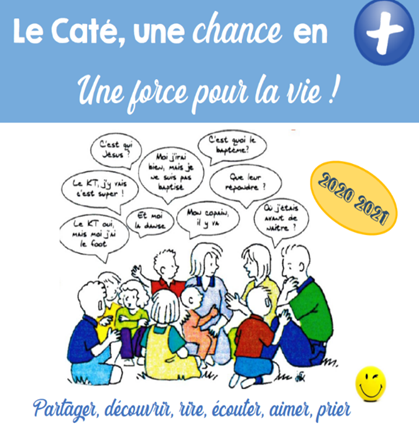 Le Caté, une chance en +
Une force pour la vie !
C'est qui
Jesus ?
Moi j'irai
bien, mais je
ne suis pas
baptisé
C'est quoi le
baptême?
Le KT, j'y vais
c'est super !
Que leur
répondre ?
Le KT oui,
mais moi j'ai
le foot
Et moi
la danse
Mon copain,
il y va
Où j'étais
avant de
naître ?
2020 2021
Partager, découvrir, rire, écouter, aimer, prier